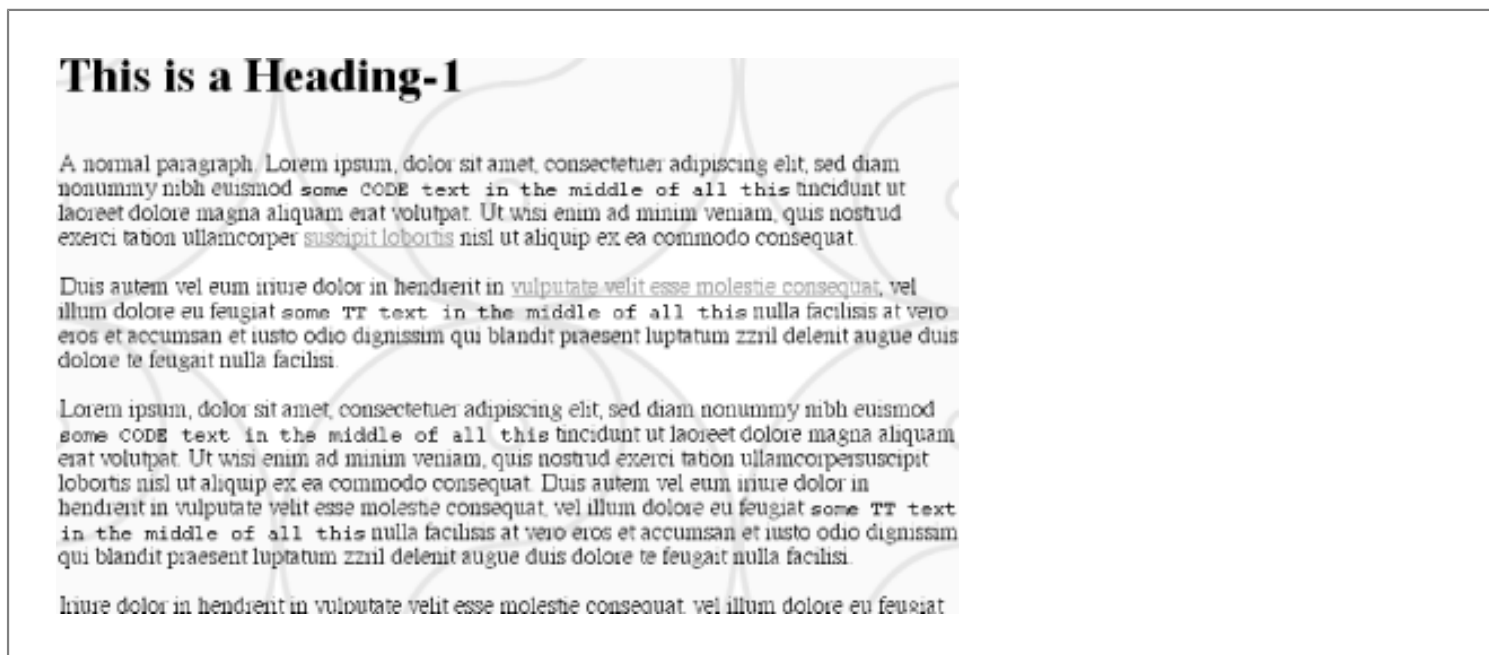 This is a Heading-1
A normal paragraph. Lorem ipsum, dolor sit amet, consectetuer adipiscing elit, sed diam
nonummy nibh euismod some CODE text in the middle of all this tincidunt ut
laoreet dolore magna aliquam erat volutpat. Ut wisi enim ad minim veniam, quis nostrud
exerci tation ullamcorper suscipit lobortis nisl ut aliquip ex ea commodo consequat.
Duis autem vel eum iriure dolor in hendrerit in vulputate velit esse molestie consequat, vel
illum dolore eu feugiat some TT text in the middle of all this nulla facilisis at vero
eros et accumsan et iusto odio dignissim qui blandit praesent luptatum zzril delenit augue duis
dolore te feugait nulla facilisi.
Lorem ipsum, dolor sit amet, consectetuer adipiscing elit, sed diam nonummy nibh euismod
some CODE text in the middle of all this tincidunt ut laoreet dolore magna aliquam
erat volutpat. Ut wisi enim ad minim veniam, quis nostrud exerci tation ullamcorpersuscipit
lobortis nisl ut aliquip ex ea commodo consequat. Duis autem vel eum iriure dolor in
hendrerit in vulputate velit esse molestie consequat, vel illum dolore eu feugiat some TT text
in the middle of all this nulla facilisis at vero eros et accumsan et iusto odio dignissim
qui blandit praesent luptatum zzril delenit augue duis dolore te feugait nulla facilisi.
Iriure dolor in hendrerit in vulputate velit esse molestie consequat, vel illum dolore eu feugiat